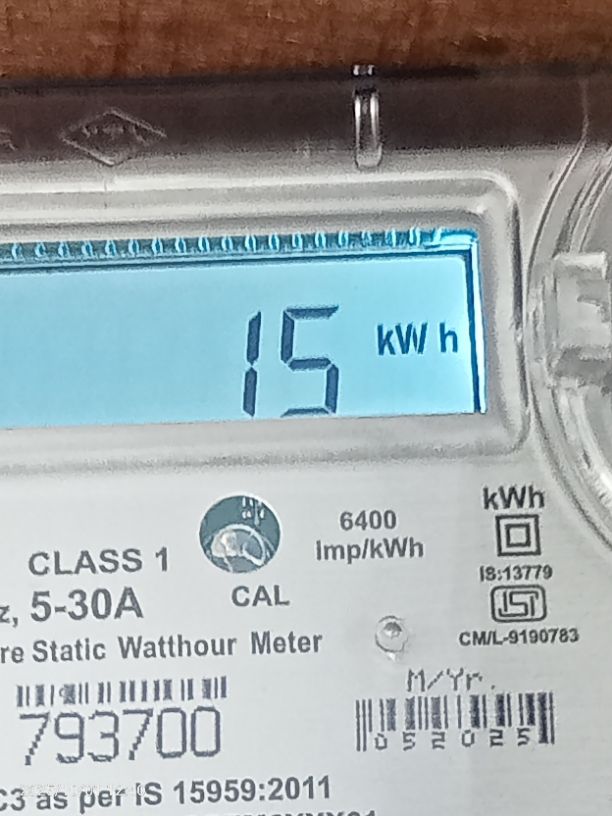 15 kWh
kWh
6400
Imp/kWh
CLASS 1
IS:13779
z, 5-30A
CAL
ISI
CM/L-9190783
re Static Watthour Meter
M/Yr.
793700
052025
C3 as per IS 15959:2011